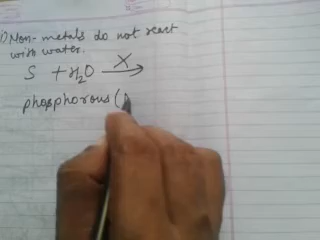 1) Non-metals do not react
with water.
S + H₂O —X→
phosphorous (